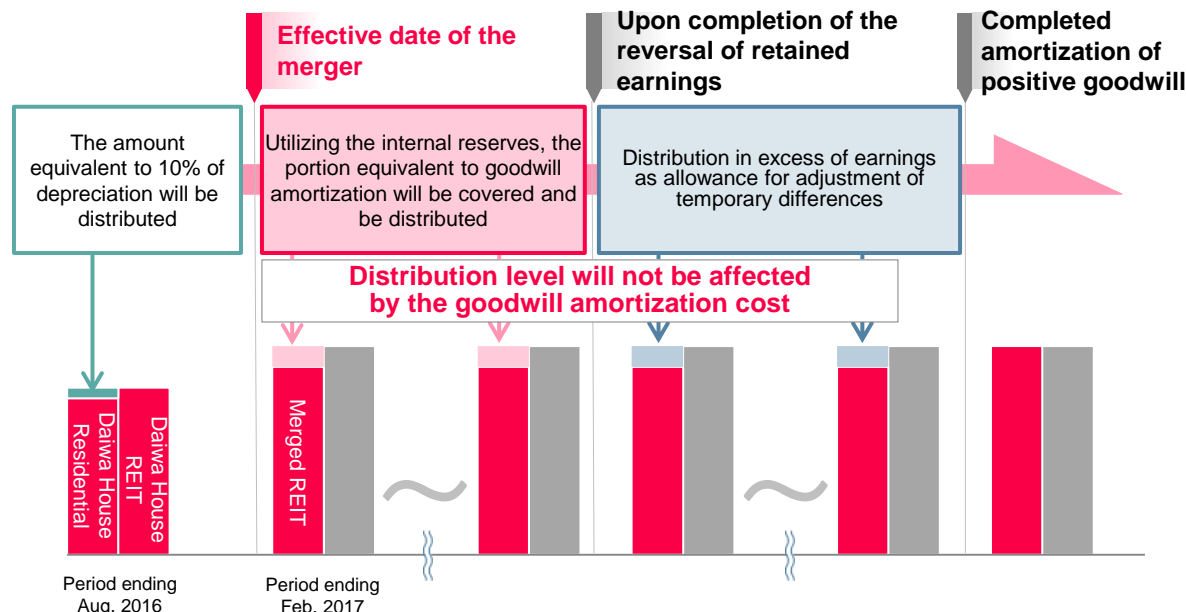 Effective date of the
merger
Upon completion of the
reversal of retained
earnings
Completed
amortization of
positive goodwill
The amount
equivalent to 10% of
depreciation will be
distributed
Utilizing the internal reserves, the
portion equivalent to goodwill
amortization will be covered and
be distributed
Distribution in excess of earnings
as allowance for adjustment of
temporary differences
Distribution level will not be affected
by the goodwill amortization cost
Daiwa House
Residential
Daiwa House
REIT
Merged REIT
Period ending
Aug. 2016
Period ending
Feb. 2017